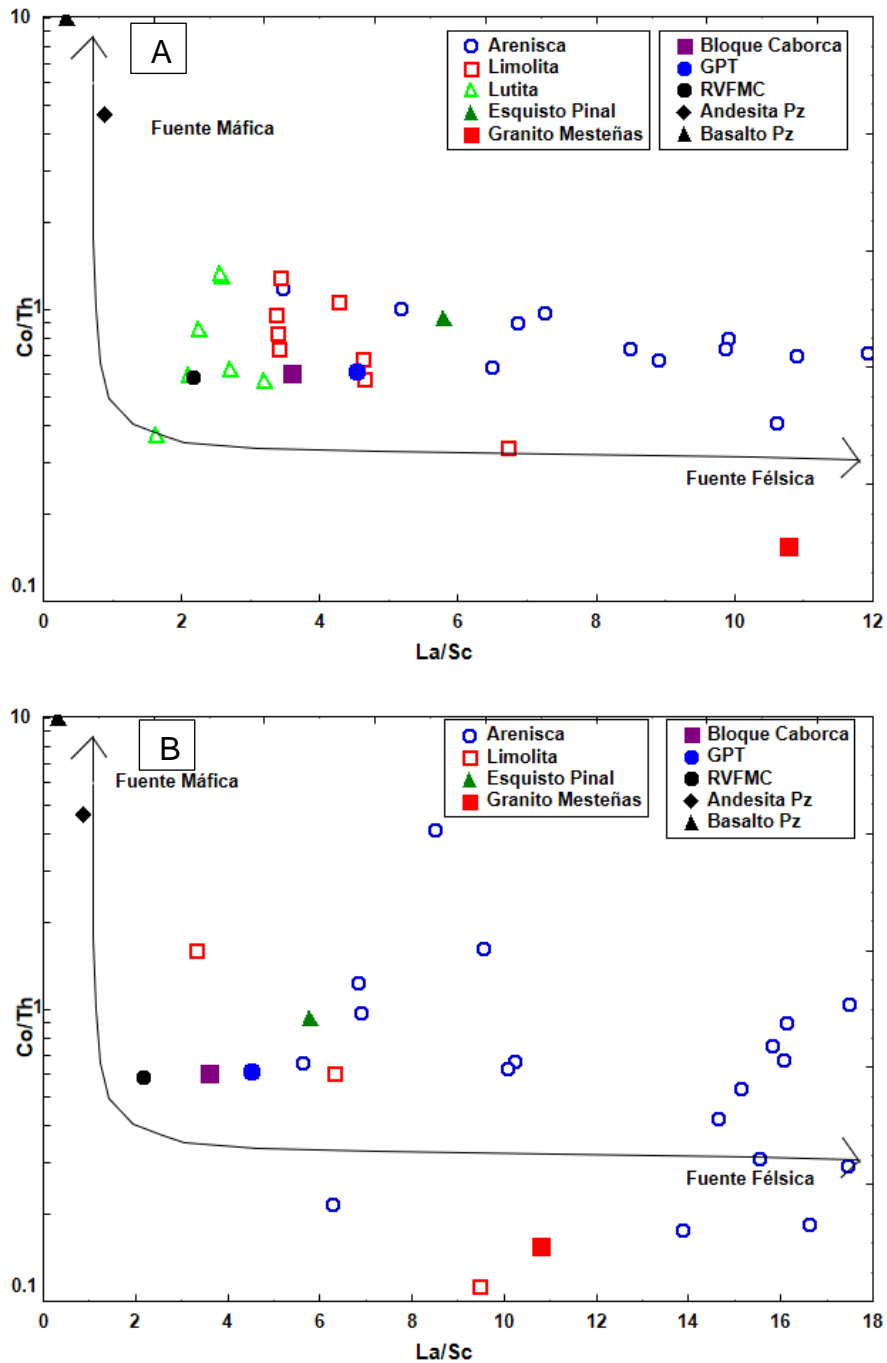 10
A
Arenisca
Limolita
Lutita
Esquisto Pinal
Granito Mesteñas
Bloque Caborca
GPT
RVFMC
Andesita Pz
Basalto Pz
Fuente Máfica
Co/Th
1
Fuente Félsica
0.1
0 2 4 6 8 10 12
La/Sc
10
B
Arenisca
Limolita
Esquisto Pinal
Granito Mesteñas
Bloque Caborca
GPT
RVFMC
Andesita Pz
Basalto Pz
Fuente Máfica
Co/Th
1
Fuente Félsica
0.1
0 2 4 6 8 10 12 14 16 18
La/Sc